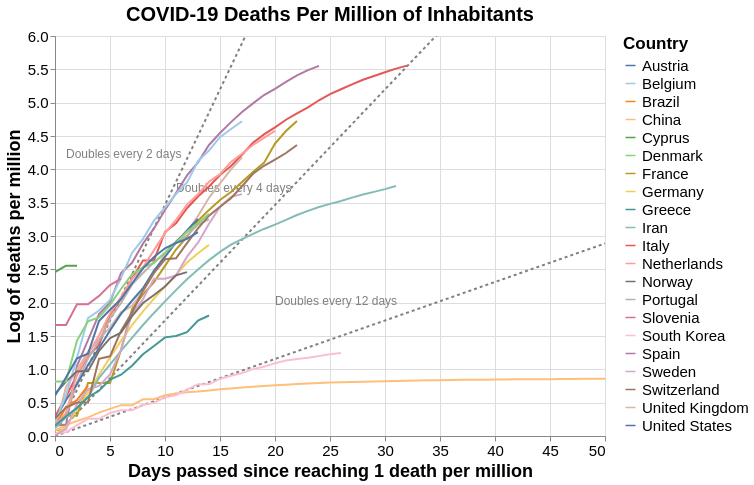 COVID-19 Deaths Per Million of Inhabitants
Log of deaths per million
6.0
5.5
5.0
4.5
4.0
3.5
3.0
2.5
2.0
1.5
1.0
0.5
0.0
Doubles every 2 days
Doubles every 4 days
Doubles every 12 days
0 5 10 15 20 25 30 35 40 45 50
Days passed since reaching 1 death per million
Country
Austria
Belgium
Brazil
China
Cyprus
Denmark
France
Germany
Greece
Iran
Italy
Netherlands
Norway
Portugal
Slovenia
South Korea
Spain
Sweden
Switzerland
United Kingdom
United States